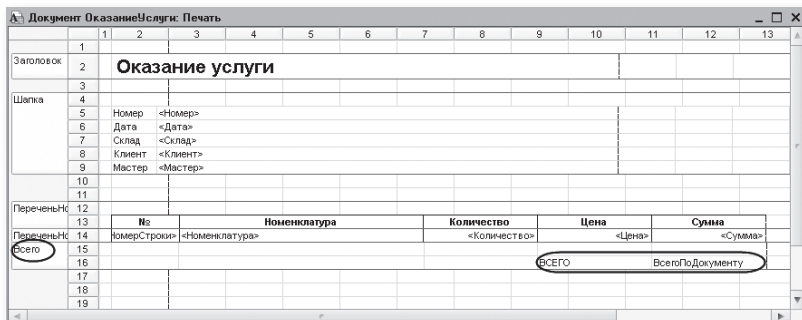 Документ ОказаниеУслуги: Печать
1 2 3 4 5 6 7 8 9 10 11 12 13
1
Заголовок 2 Оказание услуги
3
Шапка 4
5 Номер <Номер>
6 Дата <Дата>
7 Склад <Склад>
8 Клиент <Клиент>
9 Мастер <Мастер>
10
11
ПереченьНо 12
13 № Номенклатура Количество Цена Сумма
ПереченьНо 14 НомерСтроки> <Номенклатура> <Количество> <Цена> <Сумма>
Всего 15
16 ВСЕГО ВсегоПоДокументу
17
18
19